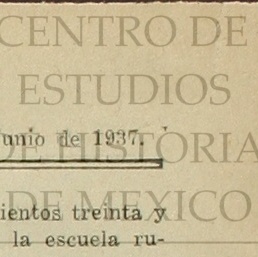 CENTRO DE
ESTUDIOS
unio de 1937.
DE HISTORIA
DE MEXICO
ientos treinta y
la escuela ru-